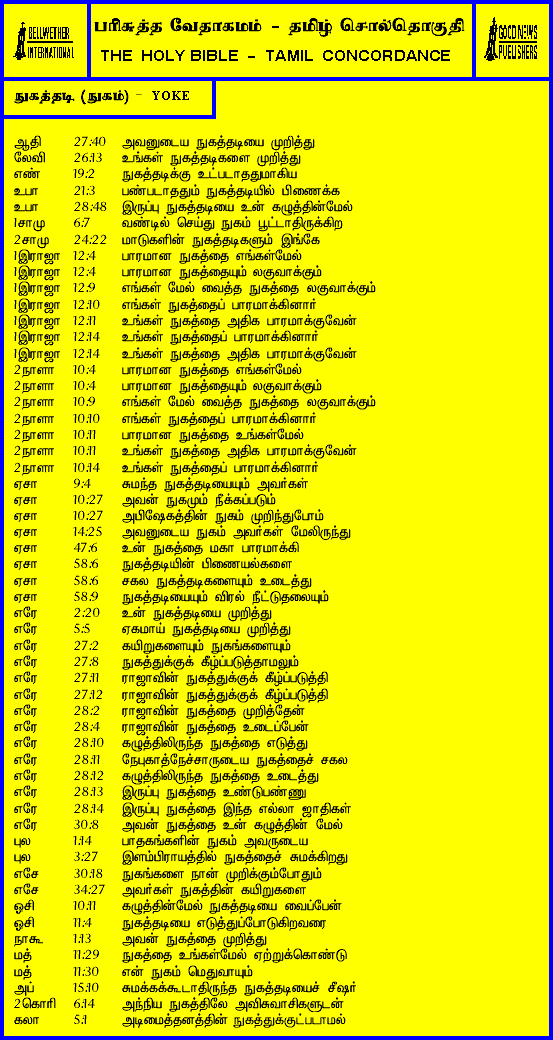 BELLWETHER
INTERNATIONAL
பரிசுத்த வேதாகமம் - தமிழ் சொல்தொகுதி
THE HOLY BIBLE - TAMIL CONCORDANCE
GOOD NEWS
PUBLISHERS
நுகத்தடி (நுகம்) - YOKE
ஆதி 27:40 அவனுடைய நுகத்தடியை முறித்து
லேவி 26:13 உங்கள் நுகத்தடிகளை முறித்து
எண் 19:2 நுகத்தடிக்கு உட்படாததுமாகிய
உபா 21:3 பண்படாததும் நுகத்தடியில் பிணைக்க
உபா 28:48 இருப்பு நுகத்தடியை உன் கழுத்தின்மேல்
1சாமு 6:7 வண்டில் செய்து நுகம் பூட்டாதிருக்கிற
2சாமு 24:22 மாடுகளின் நுகத்தடிகளும் இங்கே
1இராஜா 12:4 பாரமான நுகத்தை எங்கள்மேல்
1இராஜா 12:4 பாரமான நுகத்தையும் லகுவாக்கும்
1இராஜா 12:9 எங்கள் மேல் வைத்த நுகத்தை லகுவாக்கும்
1இராஜா 12:10 எங்கள் நுகத்தைப் பாரமாக்கினார்
1இராஜா 12:11 உங்கள் நுகத்தை அதிக பாரமாக்குவேன்
1இராஜா 12:14 உங்கள் நுகத்தைப் பாரமாக்கினார்
1இராஜா 12:14 உங்கள் நுகத்தை அதிக பாரமாக்குவேன்
2நாளா 10:4 பாரமான நுகத்தை எங்கள்மேல்
2நாளா 10:4 பாரமான நுகத்தையும் லகுவாக்கும்
2நாளா 10:9 எங்கள் மேல் வைத்த நுகத்தை லகுவாக்கும்
2நாளா 10:10 எங்கள் நுகத்தைப் பாரமாக்கினார்
2நாளா 10:11 பாரமான நுகத்தை உங்கள்மேல்
2நாளா 10:11 உங்கள் நுகத்தை அதிக பாரமாக்குவேன்
2நாளா 10:14 உங்கள் நுகத்தைப் பாரமாக்கினார்
ஏசா 9:4 சுமந்த நுகத்தடியையும் அவர்கள்
ஏசா 10:27 அவன் நுகமும் நீக்கப்படும்
ஏசா 10:27 அபிஷேகத்தின் நுகம் முறிந்துபோம்
ஏசா 14:25 அவனுடைய நுகம் அவர்கள் மேலிருந்து
ஏசா 47:6 உன் நுகத்தை மகா பாரமாக்கி
ஏசா 58:6 நுகத்தடியின் பிணையல்களை
ஏசா 58:6 சகல நுகத்தடிகளையும் உடைத்து
ஏசா 58:9 நுகத்தடியையும் விரல் நீட்டுதலையும்
எரே 2:20 உன் நுகத்தடியை முறித்து
எரே 5:5 ஏகமாய் நுகத்தடியை முறித்து
எரே 27:2 கயிறுகளையும் நுகங்களையும்
எரே 27:8 நுகத்துக்குக் கீழ்ப்படுத்தாமலும்
எரே 27:11 ராஜாவின் நுகத்துக்குக் கீழ்ப்படுத்தி
எரே 27:12 ராஜாவின் நுகத்துக்குக் கீழ்ப்படுத்தி
எரே 28:2 ராஜாவின் நுகத்தை முறித்தேன்
எரே 28:4 ராஜாவின் நுகத்தை உடைப்பேன்
எரே 28:10 கழுத்திலிருந்த நுகத்தை எடுத்து
எரே 28:11 நேபுகாத்நேச்சாருடைய நுகத்தைச் சகல
எரே 28:12 கழுத்திலிருந்த நுகத்தை உடைத்து
எரே 28:13 இருப்பு நுகத்தை உண்டுபண்ணு
எரே 28:14 இருப்பு நுகத்தை இந்த எல்லா ஜாதிகள்
எரே 30:8 அவன் நுகத்தை உன் கழுத்தின் மேல்
புல 1:14 பாதகங்களின் நுகம் அவருடைய
புல 3:27 இளம்பிராயத்தில் நுகத்தைச் சுமக்கிறது
எசே 30:18 நுகங்களை நான் முறிக்கும்போதும்
எசே 34:27 அவர்கள் நுகத்தின் கயிறுகளை
ஓசி 10:11 கழுத்தின்மேல் நுகத்தடியை வைப்பேன்
ஓசி 11:4 நுகத்தடியை எடுத்துப்போடுகிறவரை
நாகூ 1:13 அவன் நுகத்தை முறித்து
மத் 11:29 நுகத்தை உங்கள்மேல் ஏற்றுக்கொண்டு
மத் 11:30 என் நுகம் மெதுவாயும்
அப் 15:10 சுமக்கக்கூடாதிருந்த நுகத்தடியைச் சீஷர்
2கொரி 6:14 அந்நிய நுகத்திலே அவிசுவாசிகளுடன்
கலா 5:1 அடிமைத்தனத்தின் நுகத்துக்குட்படாமல்